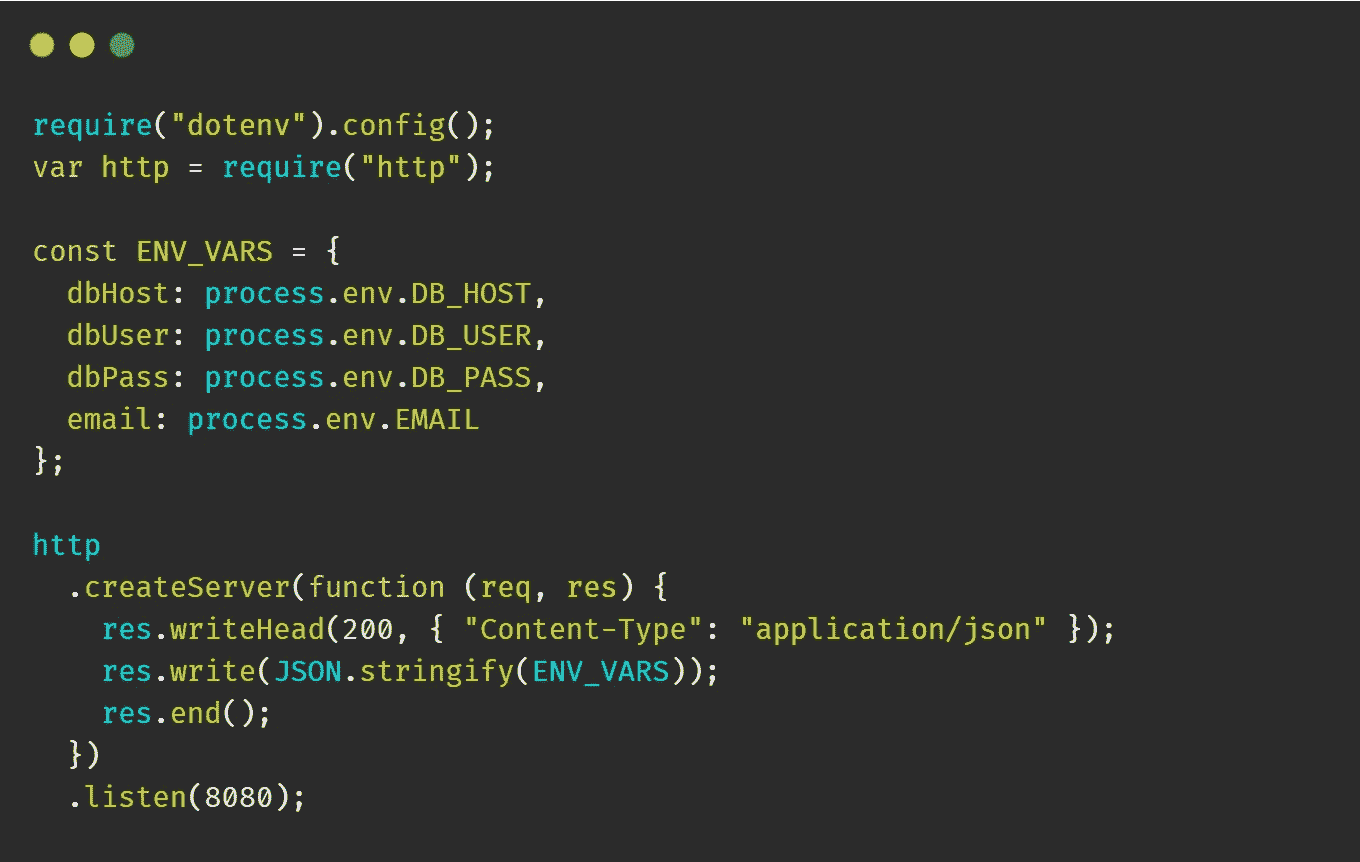 require("dotenv").config();
var http = require("http");

const ENV_VARS = {
  dbHost: process.env.DB_HOST,
  dbUser: process.env.DB_USER,
  dbPass: process.env.DB_PASS,
  email: process.env.EMAIL
};

http
  .createServer(function (req, res) {
    res.writeHead(200, { "Content-Type": "application/json" });
    res.write(JSON.stringify(ENV_VARS));
    res.end();
  })
  .listen(8080);